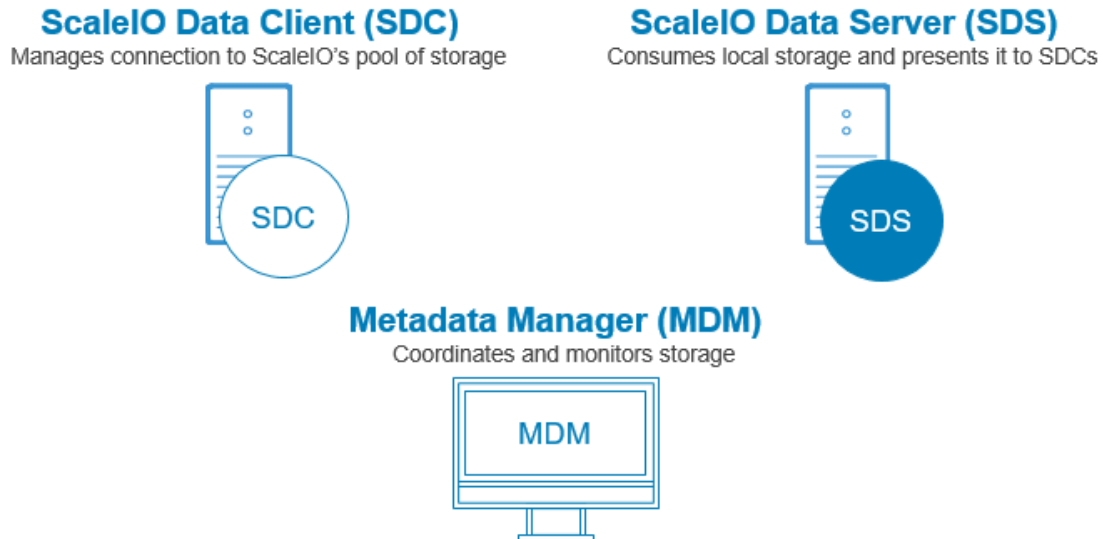 ScaleIO Data Client (SDC)
Manages connection to ScaleIO's pool of storage
SDC
ScaleIO Data Server (SDS)
Consumes local storage and presents it to SDCs
SDS
Metadata Manager (MDM)
Coordinates and monitors storage
MDM